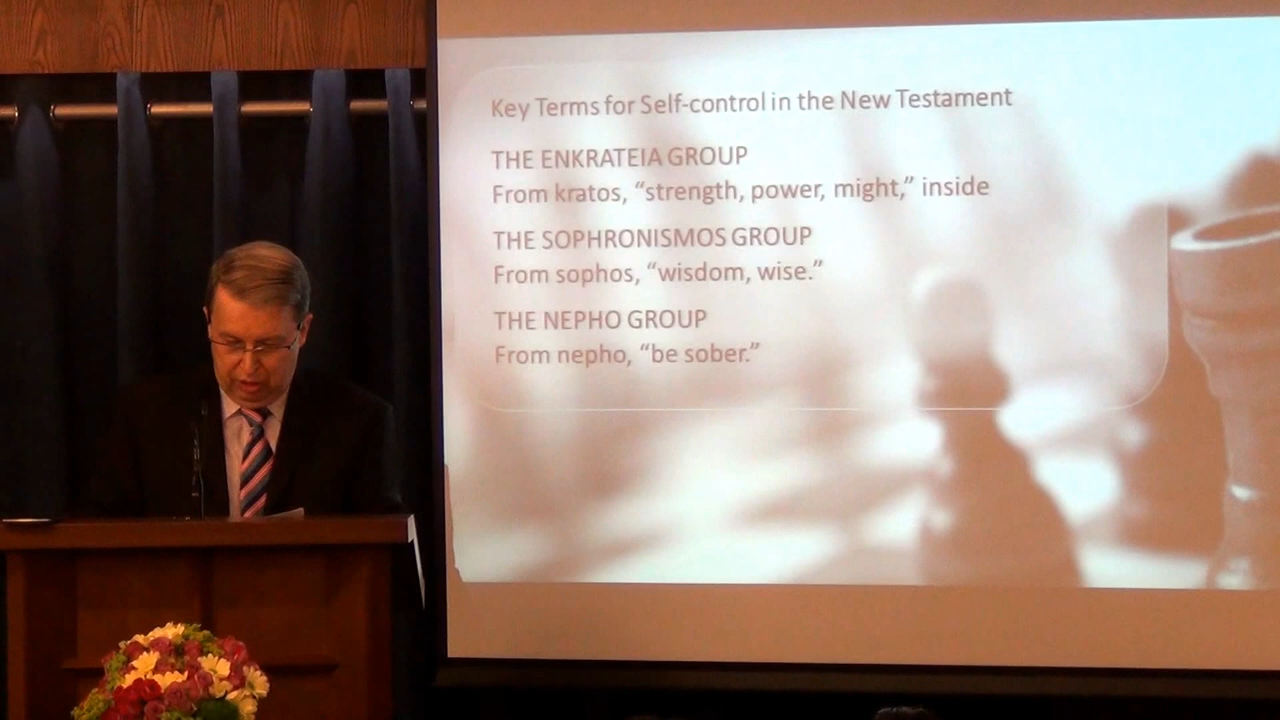 Key Terms for Self-control in the New Testament
THE ENKRATEIA GROUP
From kratos, “strength, power, might,” inside
THE SOPHRONISMOS GROUP
From sophos, “wisdom, wise.”
THE NEPHO GROUP
From nepho, “be sober.”